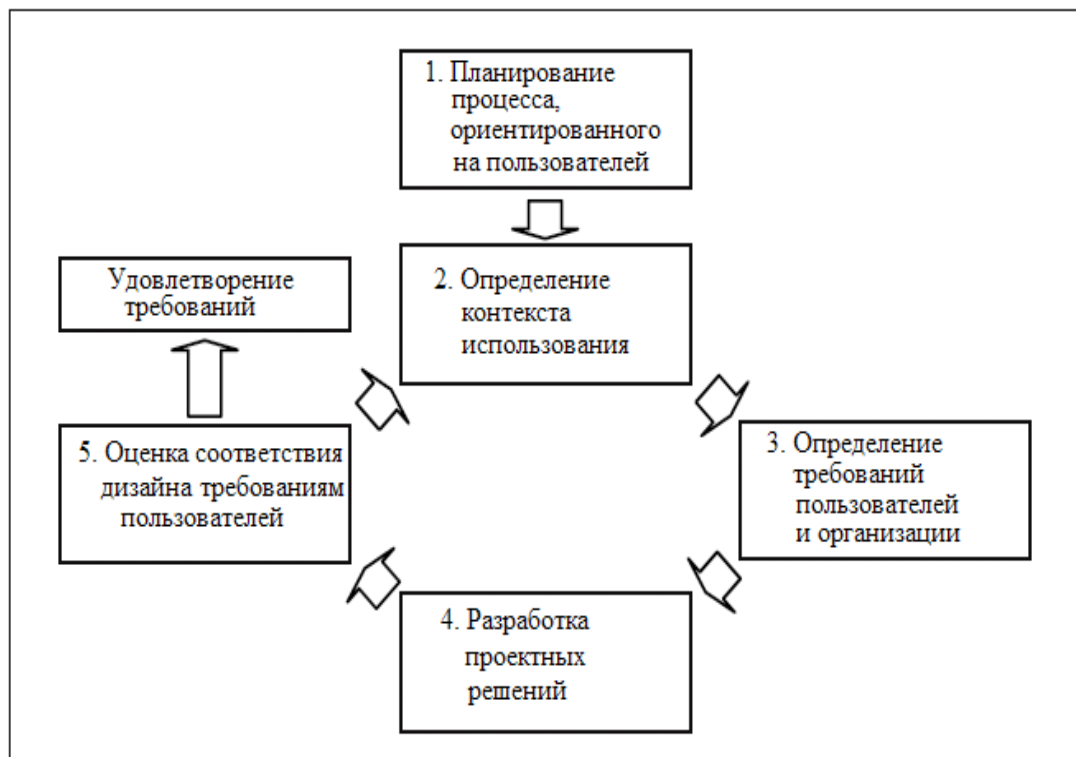 1. Планирование
процесса,
ориентированного
на пользователей
2. Определение
контекста
использования
Удовлетворение
требований
3. Определение
требований
пользователей
и организации
4. Разработка
проектных
решений
5. Оценка соответствия
дизайна требованиям
пользователей